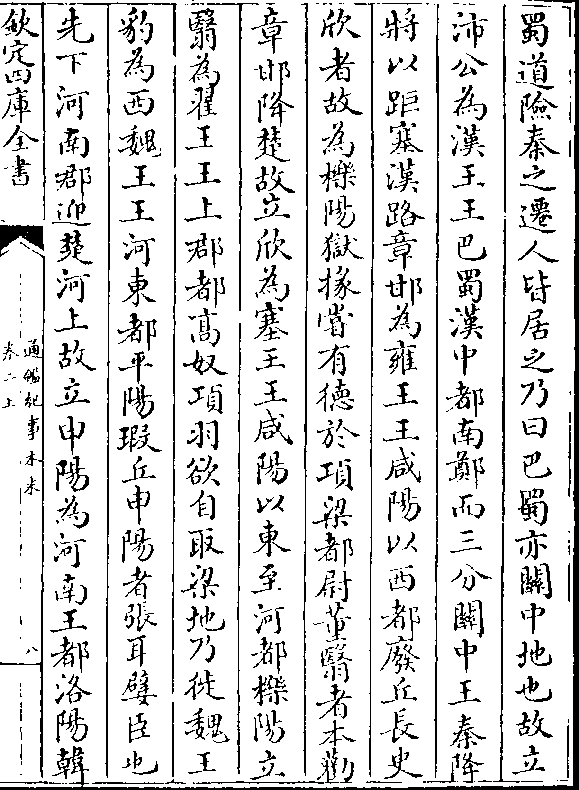 蜀道險秦之遷人皆居之乃曰巴蜀亦關中地也故立
沛公為漢王王巴蜀漢中都南鄭而三分關中王秦降
將以距塞漢路章邯為雍王王咸陽以西都廢丘長史
欣者故為櫟陽獄掾嘗有徳於項梁都尉董翳者本勸
章邯降楚故立欣為塞王王咸陽以東至河都櫟陽立
翳為翟王王上郡都髙奴項羽欲自取梁地乃徙魏王
豹為西魏王王河東都平陽瑕丘申陽者張耳嬖臣也
先下河南郡迎楚河上故立申陽為河南王都洛陽韓
欽定四庫全書
通鑑紀事本末
卷二上
八